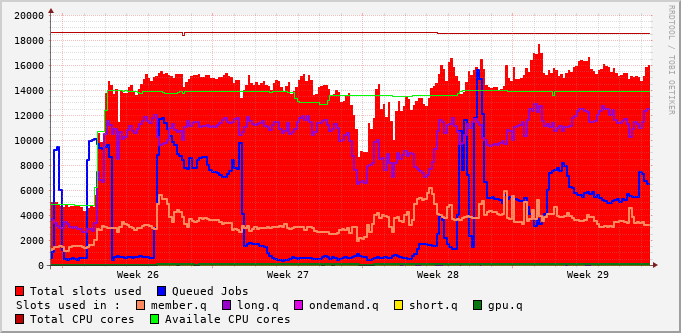 20000
18000
16000
14000
12000
10000
8000
6000
4000
2000
0
Week 26 Week 27 Week 28 Week 29
RRDTOOL / TOBI OETIKER
Total slots used Queued Jobs
Slots used in : member.q long.q ondemand.q short.q gpu.q
Total CPU cores Availale CPU cores